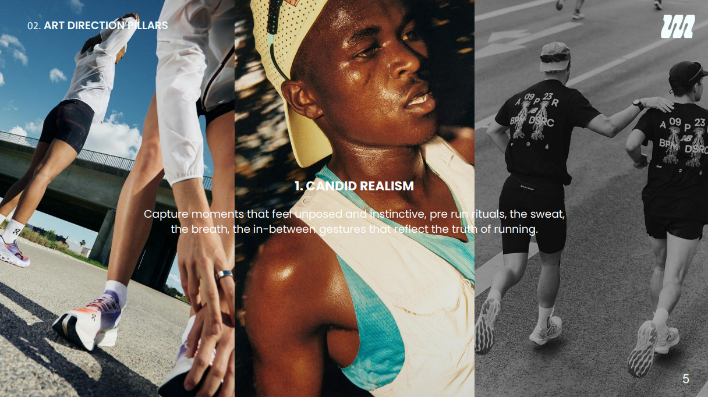 02. ART DIRECTION PILLARS
1. CANDID REALISM
Capture moments that feel unposed and instinctive, pre run rituals, the sweat,
the breath, the in-between gestures that reflect the truth of running.
A 09 P 23 R
BPM DSRC
A 09 P 23 R
BPM DSRC
5